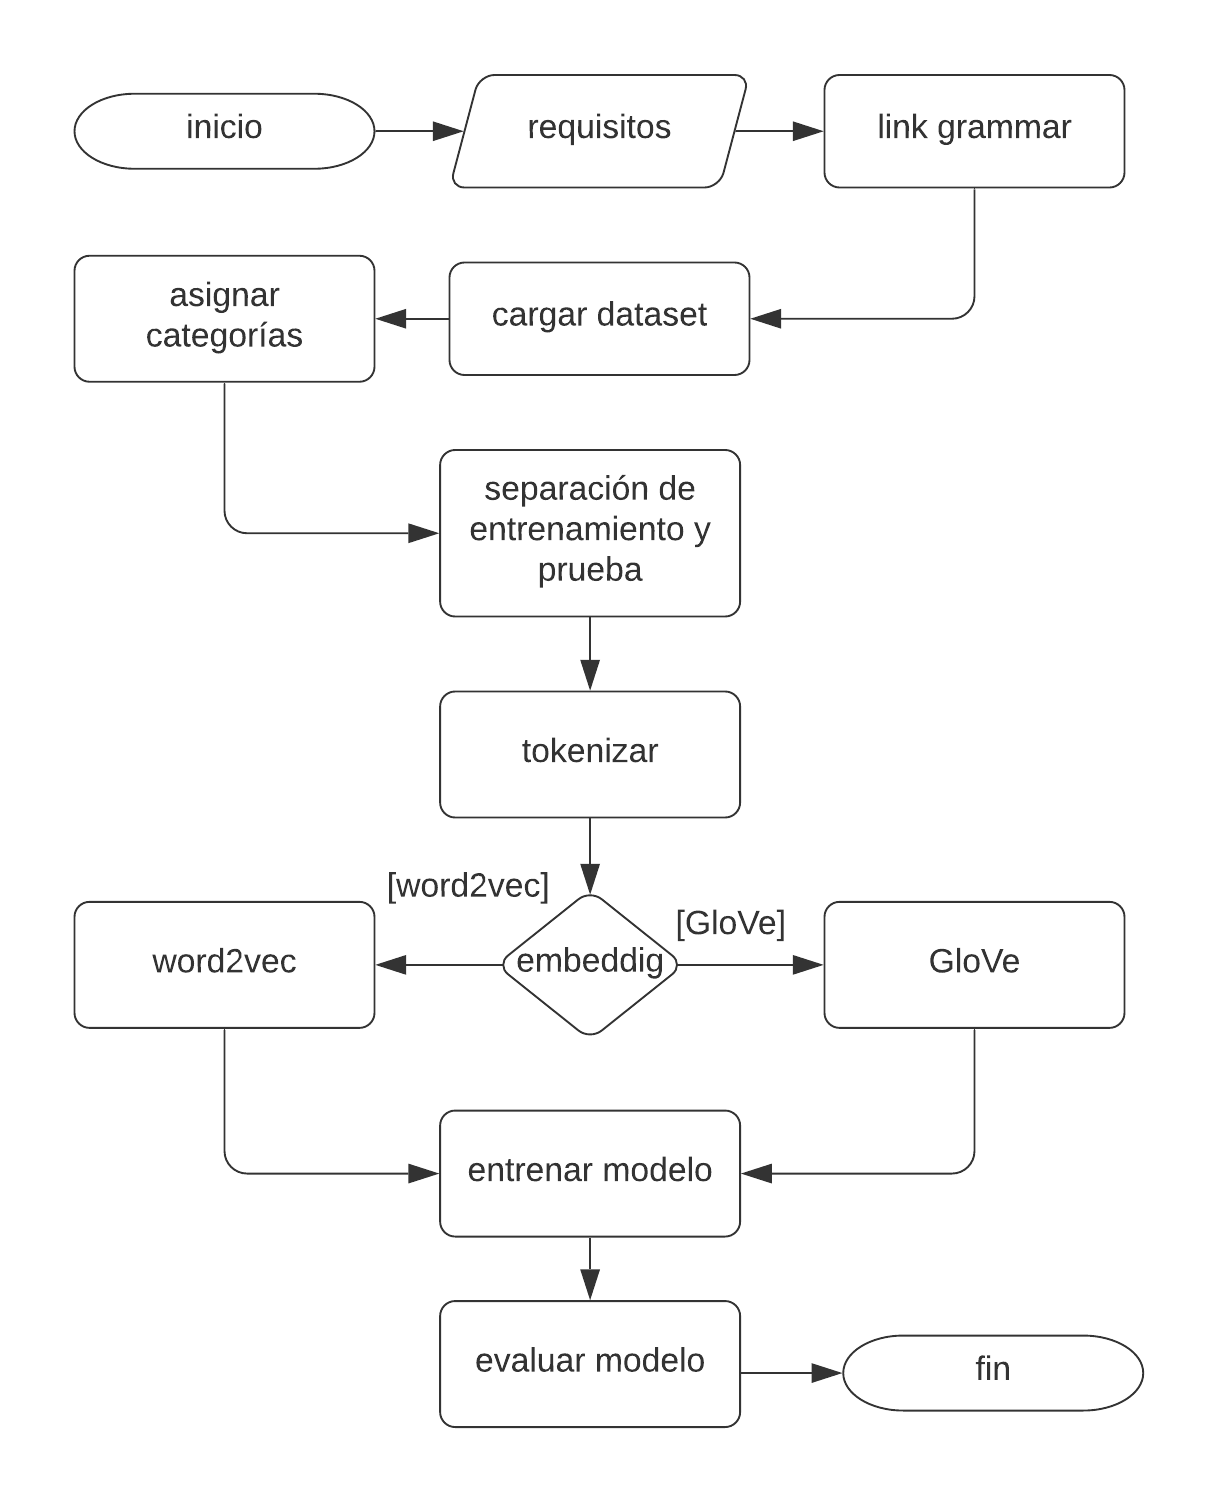 inicio
requisitos
link grammar
cargar dataset
asignar
categorías
separación de
entrenamiento y
prueba
tokenizar
[word2vec]
[GloVe]
word2vec
embeddig
GloVe
entrenar modelo
evaluar modelo
fin